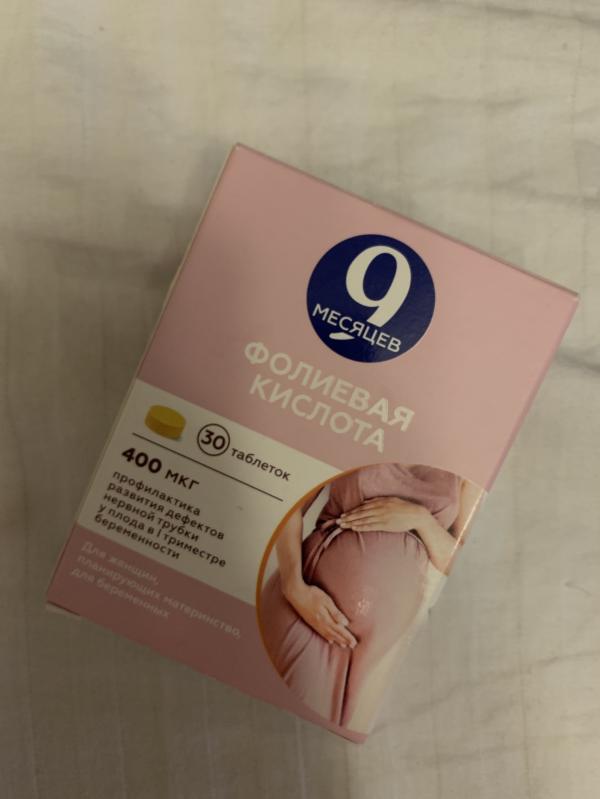 9
МЕСЯЦЕВ
ФОЛИЕВАЯ
КИСЛОТА
30 таблеток
400 МКГ
профилактика
развития дефектов
нервной трубки
у плода в I триместре
беременности
Для женщин,
планирующих материнство,
для беременных